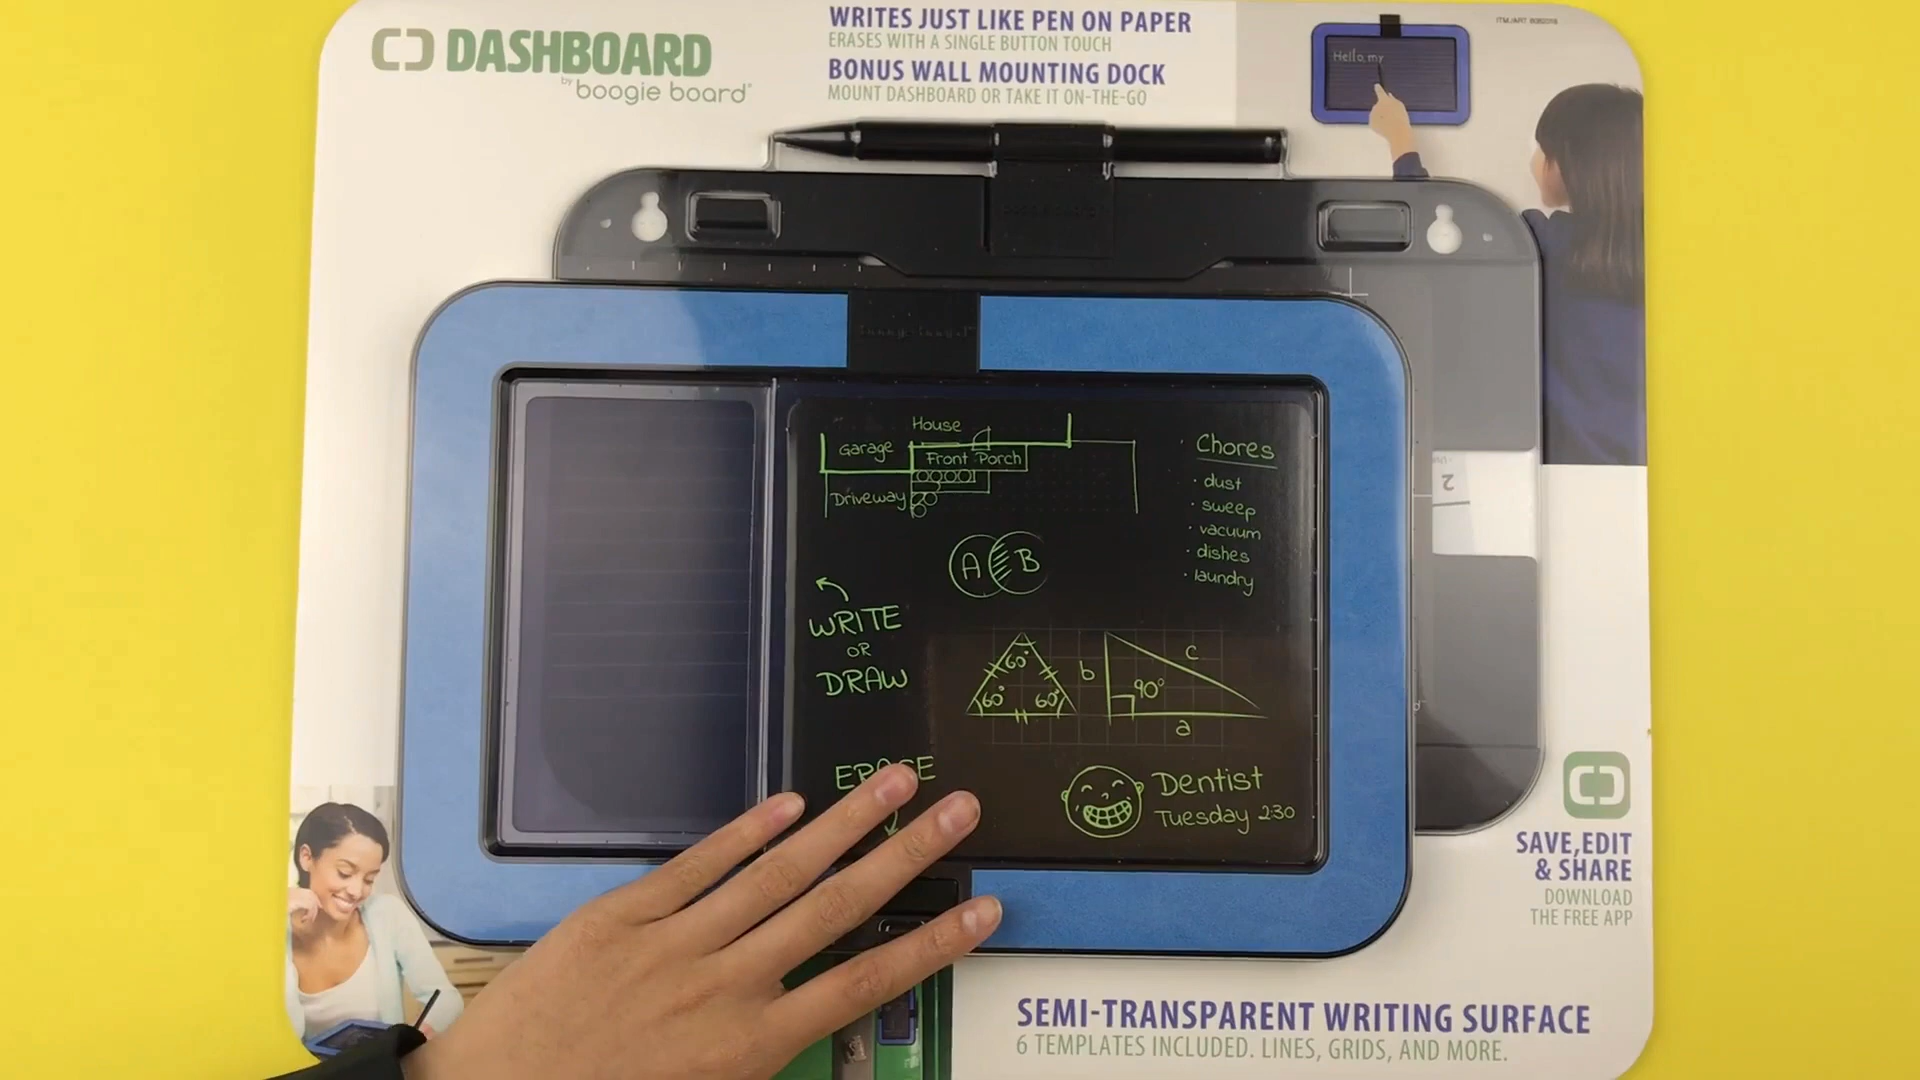 DASHBOARD
by boogie board®
WRITES JUST LIKE PEN ON PAPER
ERASES WITH A SINGLE BUTTON TOUCH
BONUS WALL MOUNTING DOCK
MOUNT DASHBOARD OR TAKE IT ON-THE-GO
Hello, my
House
Garage
Front Porch
Driveway
Chores
· dust
· sweep
· vacuum
· dishes
· laundry
A B
WRITE
OR
DRAW
60°
60° 60°
b
c
90°
a
ERASE
Dentist
Tuesday 2:30
2
SAVE, EDIT
& SHARE
DOWNLOAD
THE FREE APP
SEMI-TRANSPARENT WRITING SURFACE
6 TEMPLATES INCLUDED. LINES, GRIDS, AND MORE.